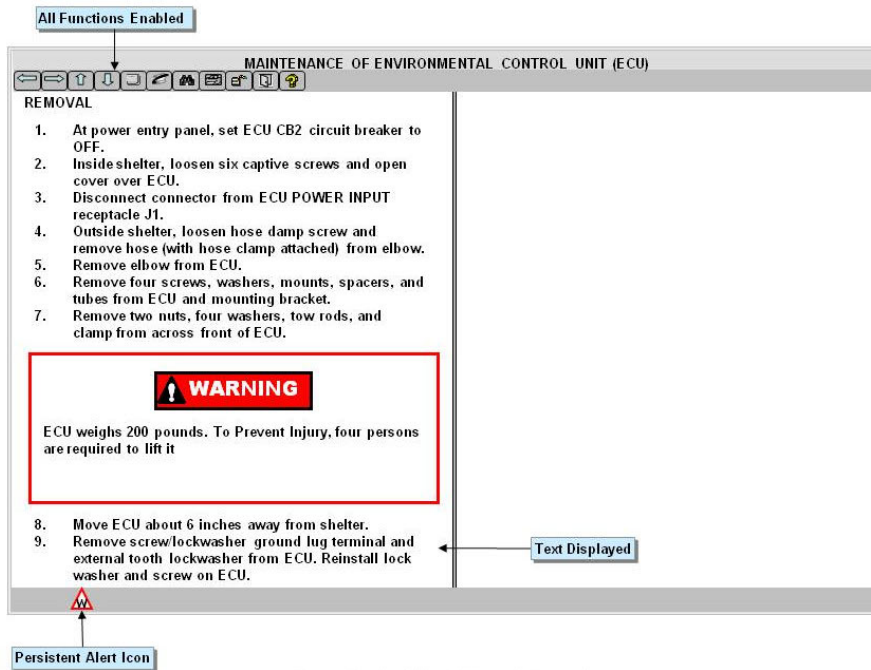 All Functions Enabled
MAINTENANCE OF ENVIRONMENTAL CONTROL UNIT (ECU)
REMOVAL
1. At power entry panel, set ECU CB2 circuit breaker to
OFF.
2. Inside shelter, loosen six captive screws and open
cover over ECU.
3. Disconnect connector from ECU POWER INPUT
receptacle J1.
4. Outside shelter, loosen hose damp screw and
remove hose (with hose clamp attached) from elbow.
5. Remove elbow from ECU.
6. Remove four screws, washers, mounts, spacers, and
tubes from ECU and mounting bracket.
7. Remove two nuts, four washers, tow rods, and
clamp from across front of ECU.
WARNING
ECU weighs 200 pounds. To Prevent Injury, four persons
are required to lift it
8. Move ECU about 6 inches away from shelter.
9. Remove screw/lockwasher ground lug terminal and
external tooth lockwasher from ECU. Reinstall lock
washer and screw on ECU.
Text Displayed
W
Persistent Alert Icon